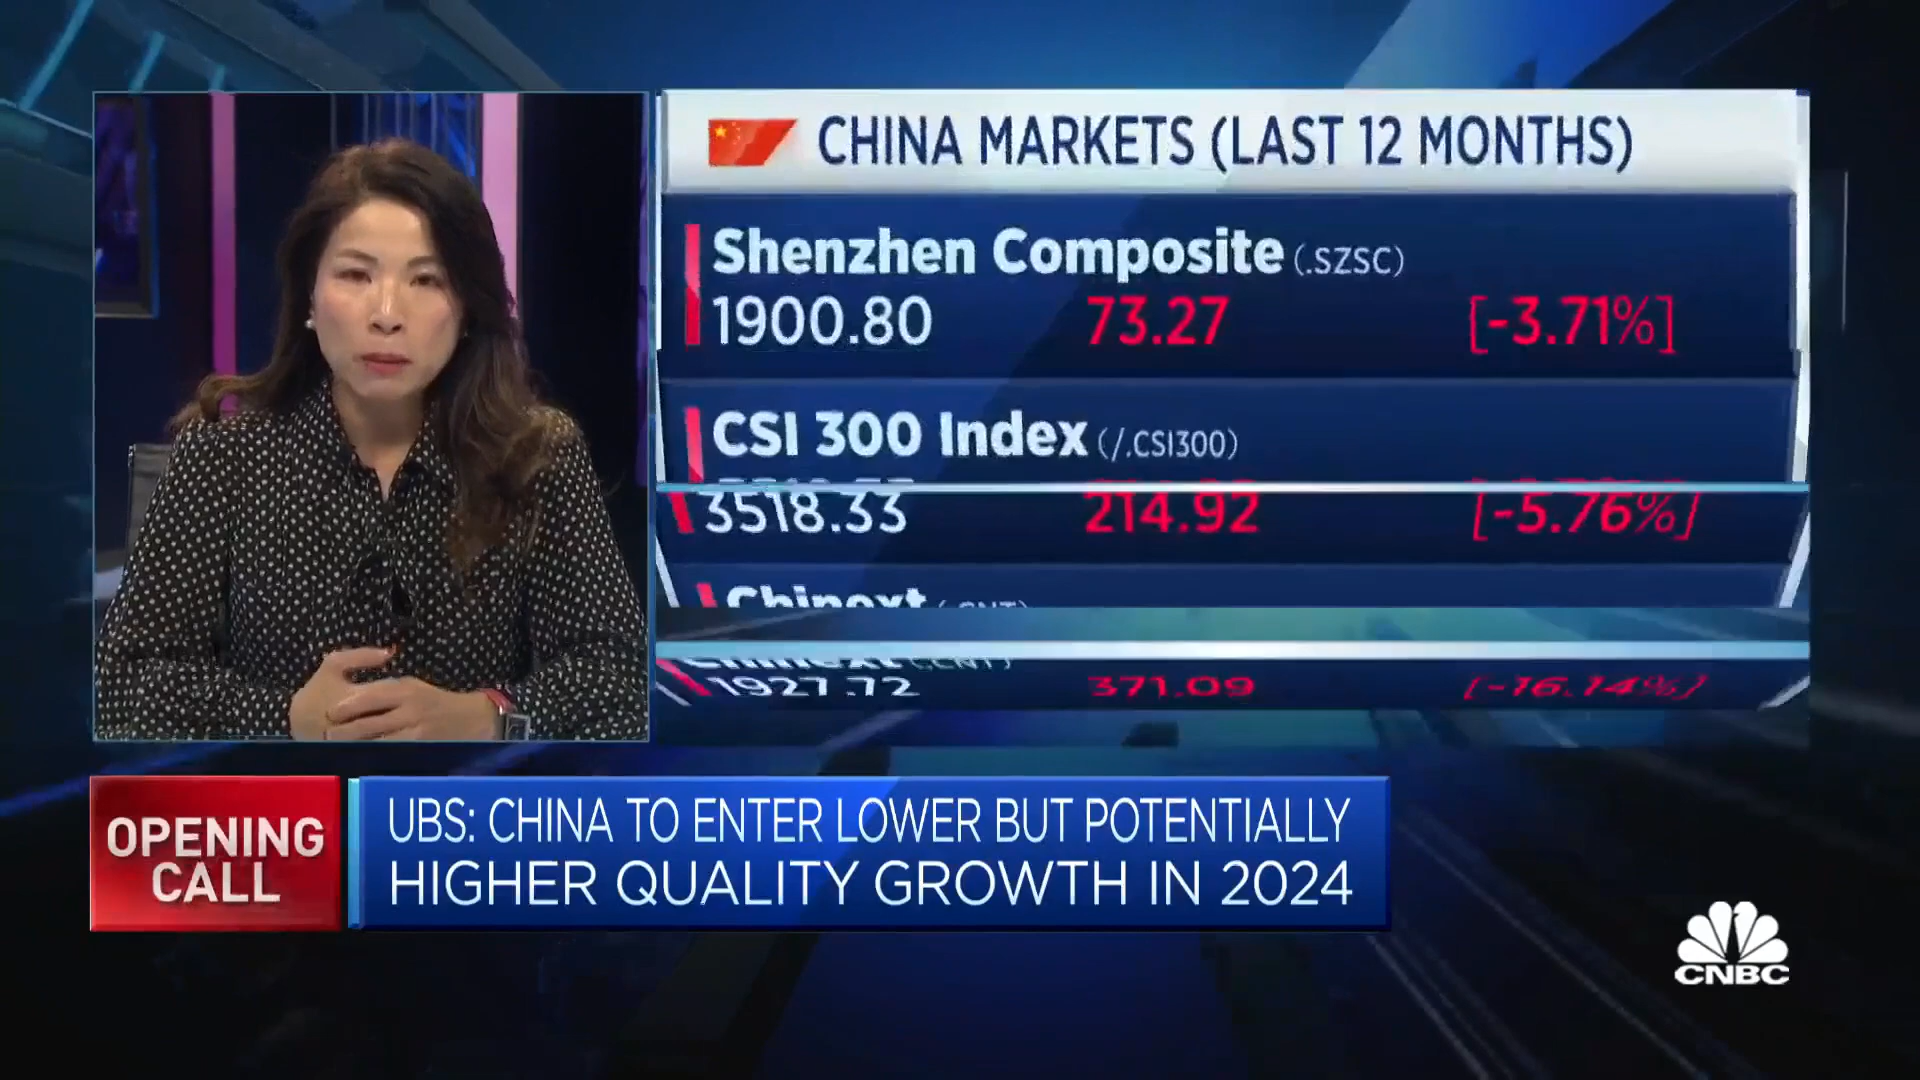 CHINA MARKETS (LAST 12 MONTHS)
Shenzhen Composite (.SZSC)
1900.80 73.27 [-3.71%]
CSI 300 Index (/.CSI300)
3518.33 214.92 [-5.76%]
Chinext (.CNT)
1927.72 371.09 [-16.14%]
OPENING
CALL
UBS: CHINA TO ENTER LOWER BUT POTENTIALLY
HIGHER QUALITY GROWTH IN 2024
CNBC